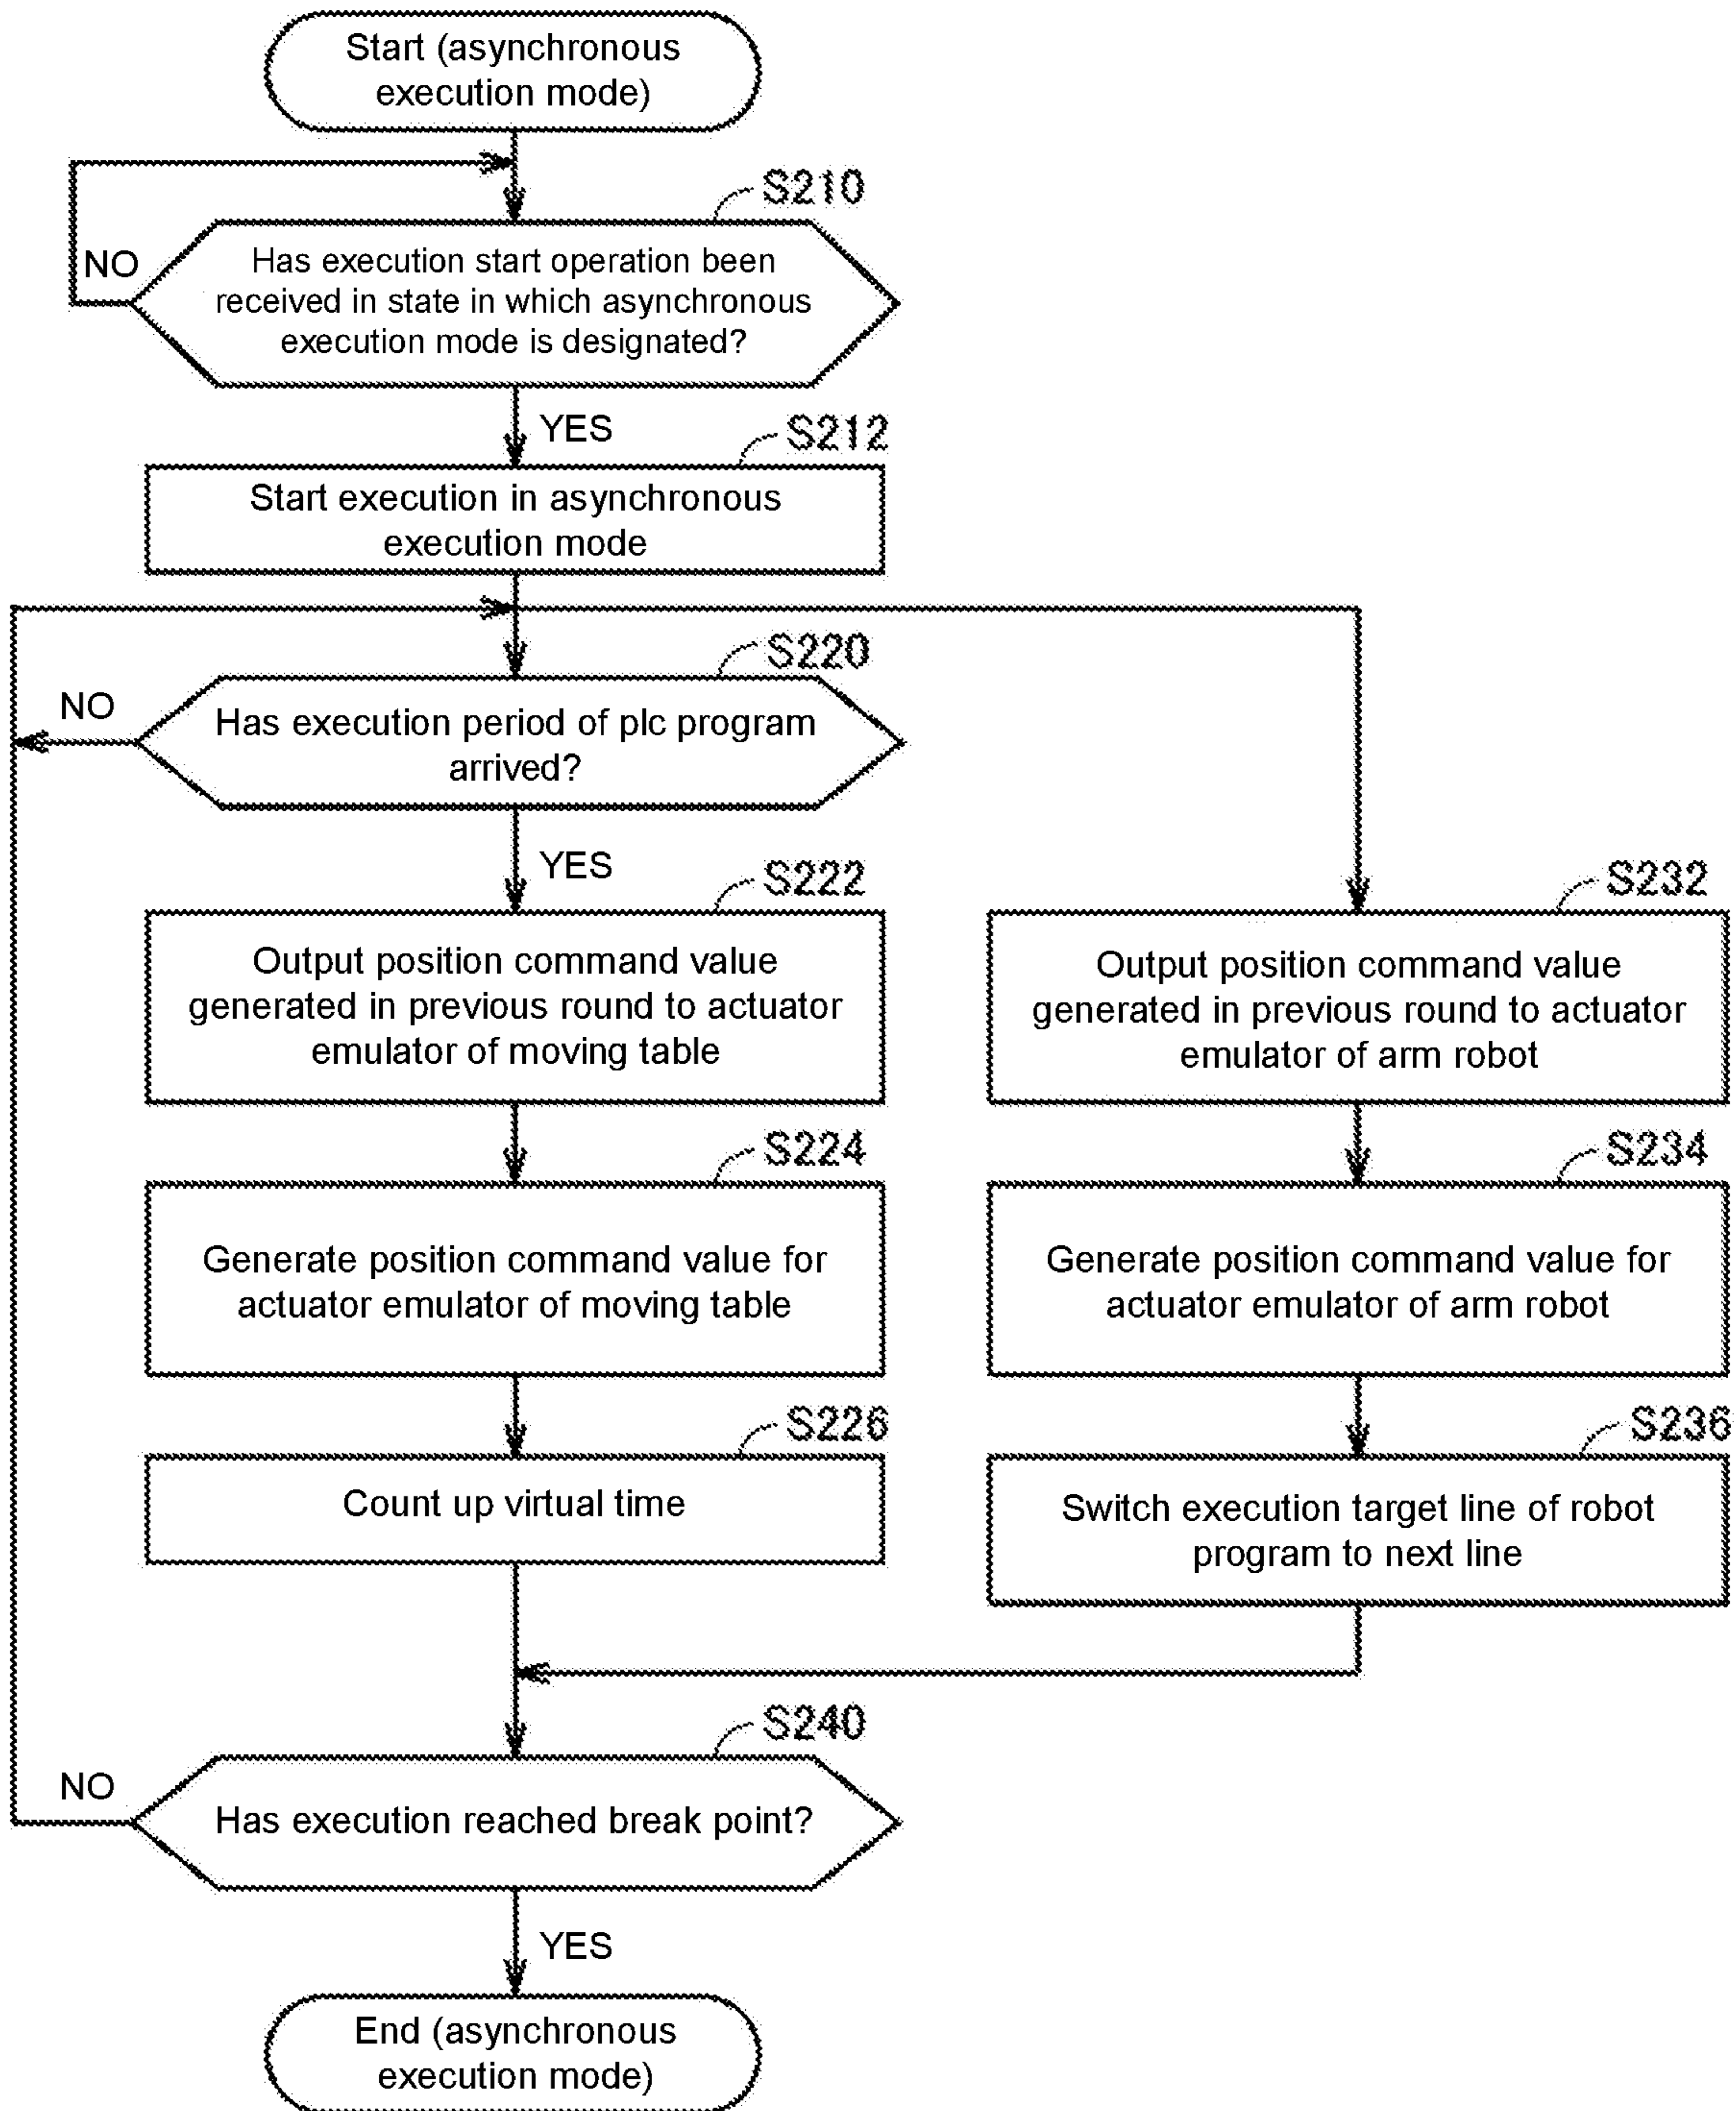 Start (asynchronous
execution mode)
S210
NO
Has execution start operation been
received in state in which asynchronous
execution mode is designated?
YES
S212
Start execution in asynchronous
execution mode
S220
NO
Has execution period of plc program
arrived?
YES
S222
Output position command value
generated in previous round to actuator
emulator of moving table
S232
Output position command value
generated in previous round to actuator
emulator of arm robot
S224
Generate position command value for
actuator emulator of moving table
S234
Generate position command value for
actuator emulator of arm robot
S226
Count up virtual time
S236
Switch execution target line of robot
program to next line
S240
NO
Has execution reached break point?
YES
End (asynchronous
execution mode)